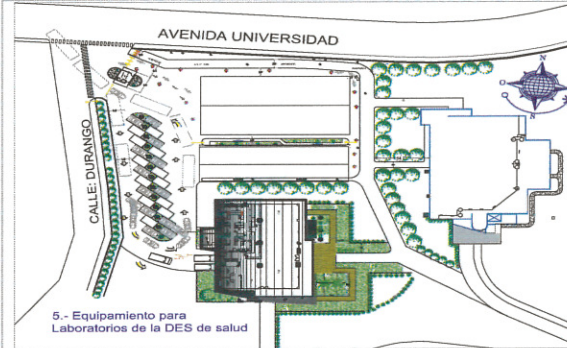 AVENIDA UNIVERSIDAD
N
O
S
CALLE: DURANGO
5.- Equipamiento para
Laboratorios de la DES de salud